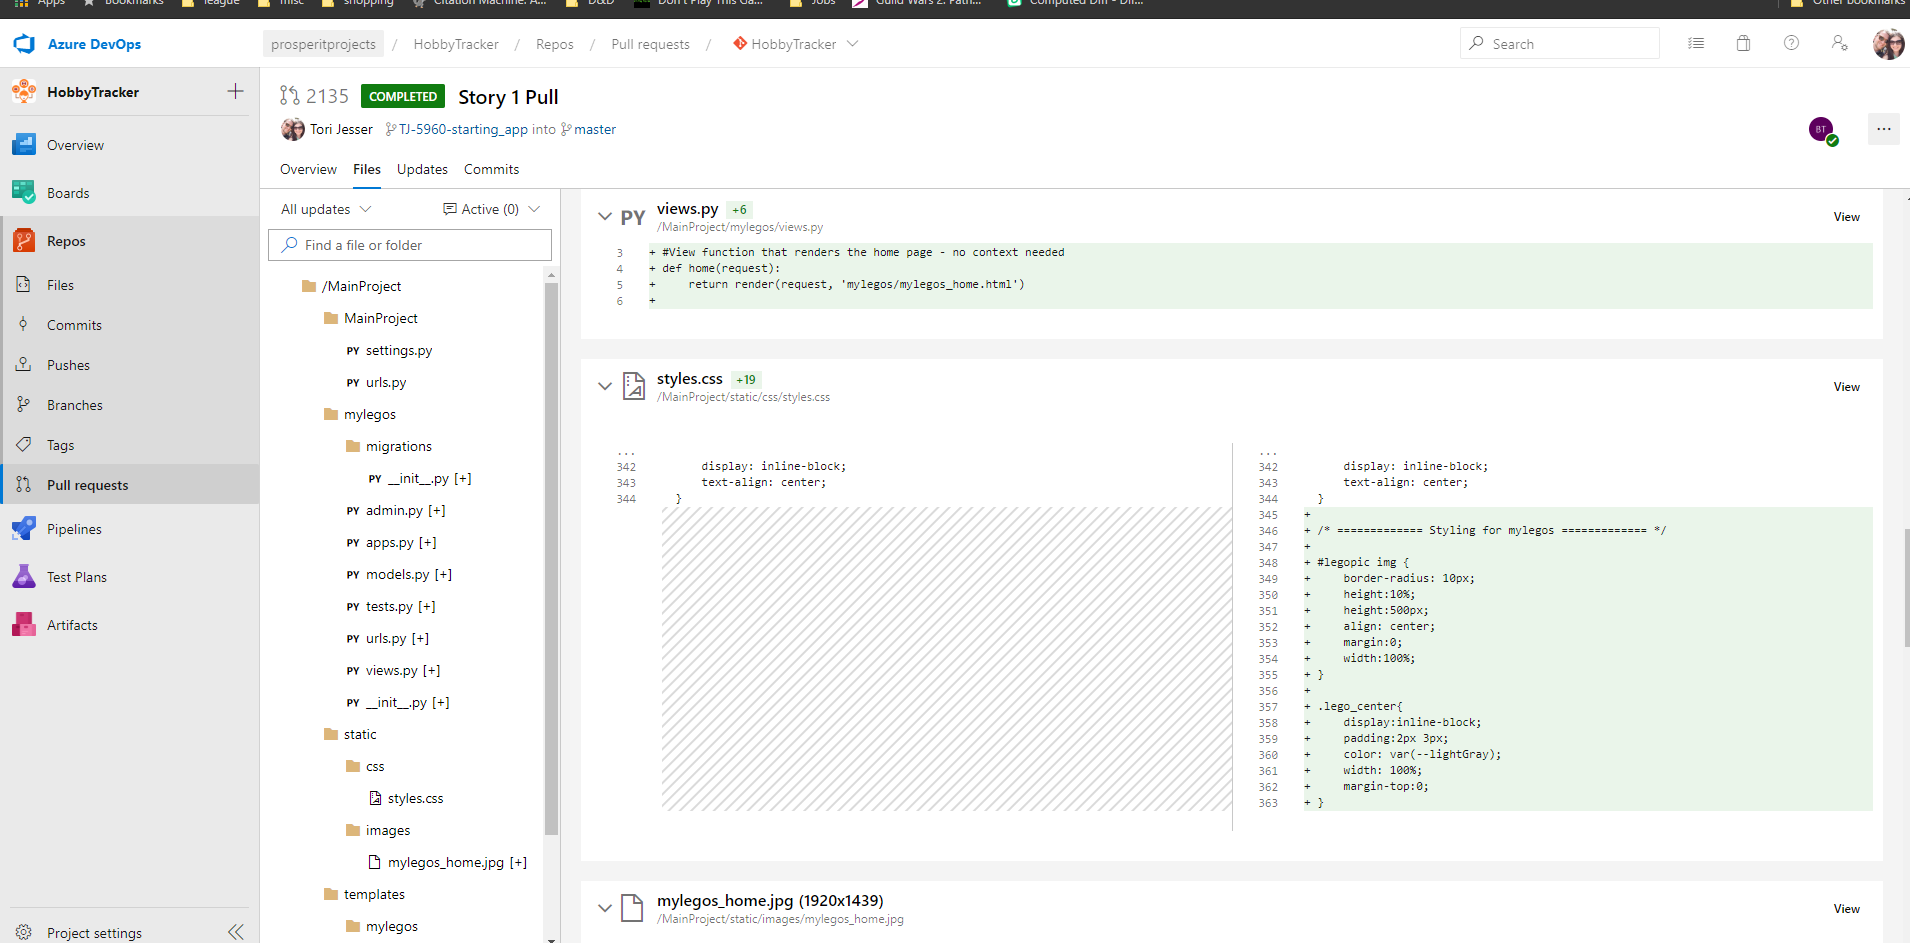 Apps Bookmarks league misc shopping Citation Machine: A... D&D Don't Play This Ga... Jobs Guild Wars 2: Path... Computed Diff - Dif... Other bookmarks
Azure DevOps prosperitprojects / HobbyTracker / Repos / Pull requests / HobbyTracker Search
HobbyTracker
Overview
Boards
Repos
Files
Commits
Pushes
Branches
Tags
Pull requests
Pipelines
Test Plans
Artifacts
Project settings
2135 COMPLETED Story 1 Pull
Tori Jesser TJ-5960-starting_app into master
BT
Overview Files Updates Commits
All updates Active (0)
Find a file or folder
/MainProject
MainProject
PY settings.py
PY urls.py
mylegos
migrations
PY __init__.py [+]
PY admin.py [+]
PY apps.py [+]
PY models.py [+]
PY tests.py [+]
PY urls.py [+]
PY views.py [+]
PY __init__.py [+]
static
css
styles.css
images
mylegos_home.jpg [+]
templates
mylegos
PY views.py +6 View
/MainProject/mylegos/views.py
3 + #View function that renders the home page - no context needed
4 + def home(request):
5 + return render(request, 'mylegos/mylegos_home.html')
6 +
styles.css +19 View
/MainProject/static/css/styles.css
...
342 display: inline-block;
343 text-align: center;
344 }
...
342 display: inline-block;
343 text-align: center;
344 }
345 +
346 + /* ============= Styling for mylegos ============= */
347 +
348 + #legopic img {
349 + border-radius: 10px;
350 + height:10%;
351 + height:500px;
352 + align: center;
353 + margin:0;
354 + width:100%;
355 + }
356 +
357 + .lego_center{
358 + display:inline-block;
359 + padding:2px 3px;
360 + color: var(--lightGray);
361 + width: 100%;
362 + margin-top:0;
363 + }
mylegos_home.jpg (1920x1439) View
/MainProject/static/images/mylegos_home.jpg